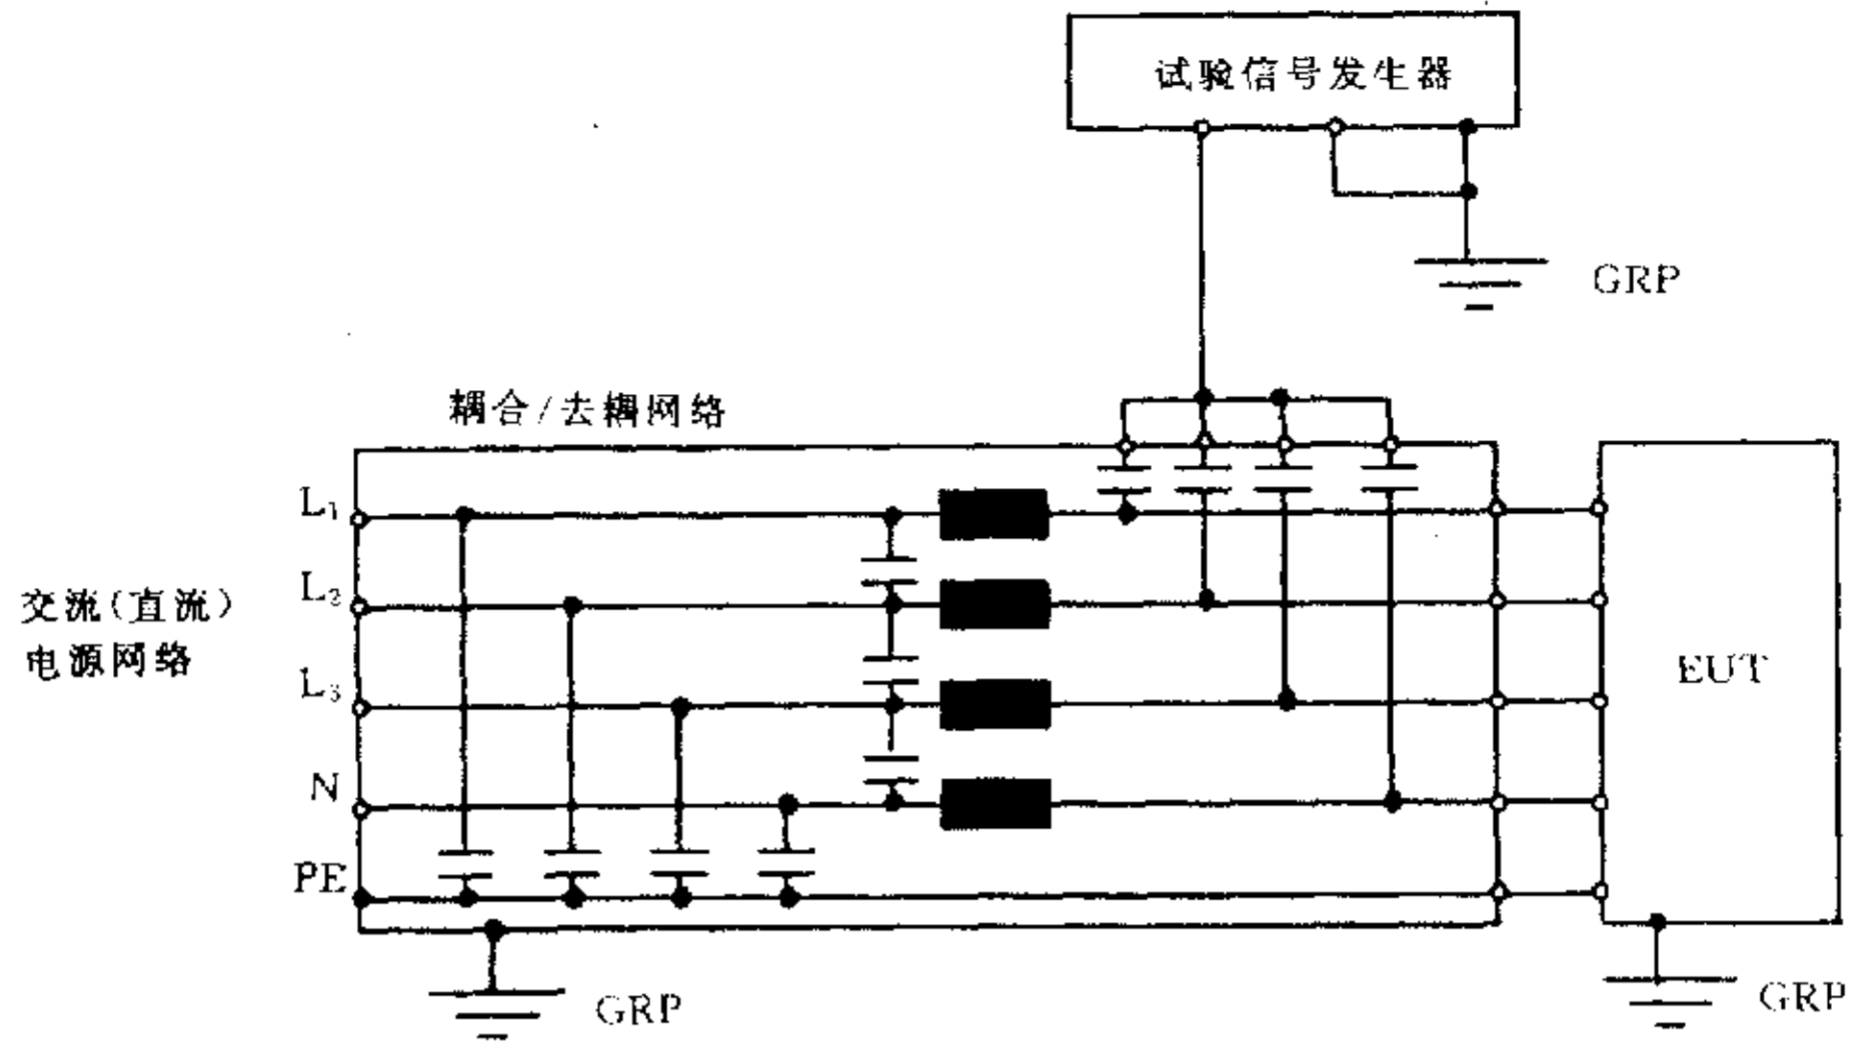 试验信号发生器
GRP
耦合/去耦网络
L₁
L₂
交流(直流)
电源网络
L₃
EUT
N
PE
GRP
GRP